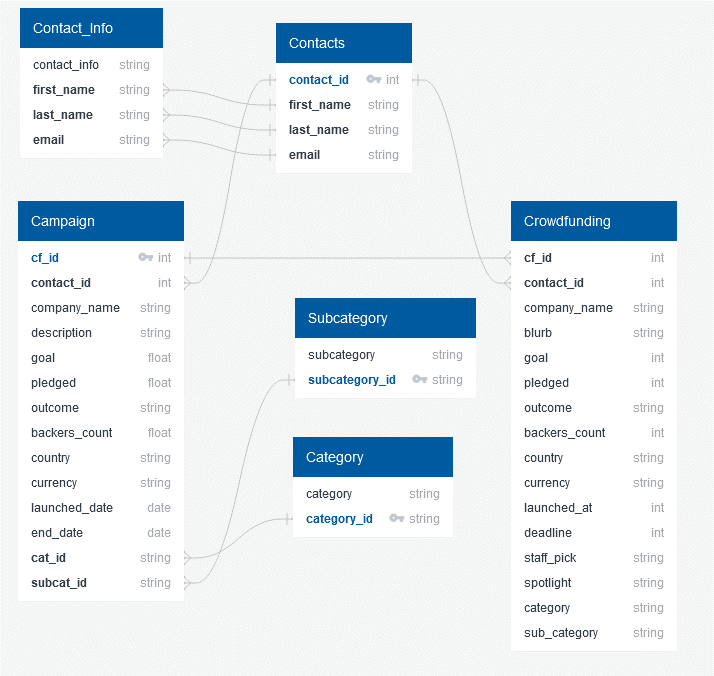 Contact_Info
contact_info string
first_name string
last_name string
email string
Contacts
contact_id int
first_name string
last_name string
email string
Campaign
cf_id int
contact_id int
company_name string
description string
goal float
pledged float
outcome string
backers_count float
country string
currency string
launched_date date
end_date date
cat_id string
subcat_id string
Subcategory
subcategory string
subcategory_id string
Category
category string
category_id string
Crowdfunding
cf_id int
contact_id int
company_name string
blurb string
goal int
pledged int
outcome string
backers_count int
country string
currency string
launched_at int
deadline int
staff_pick string
spotlight string
category string
sub_category string